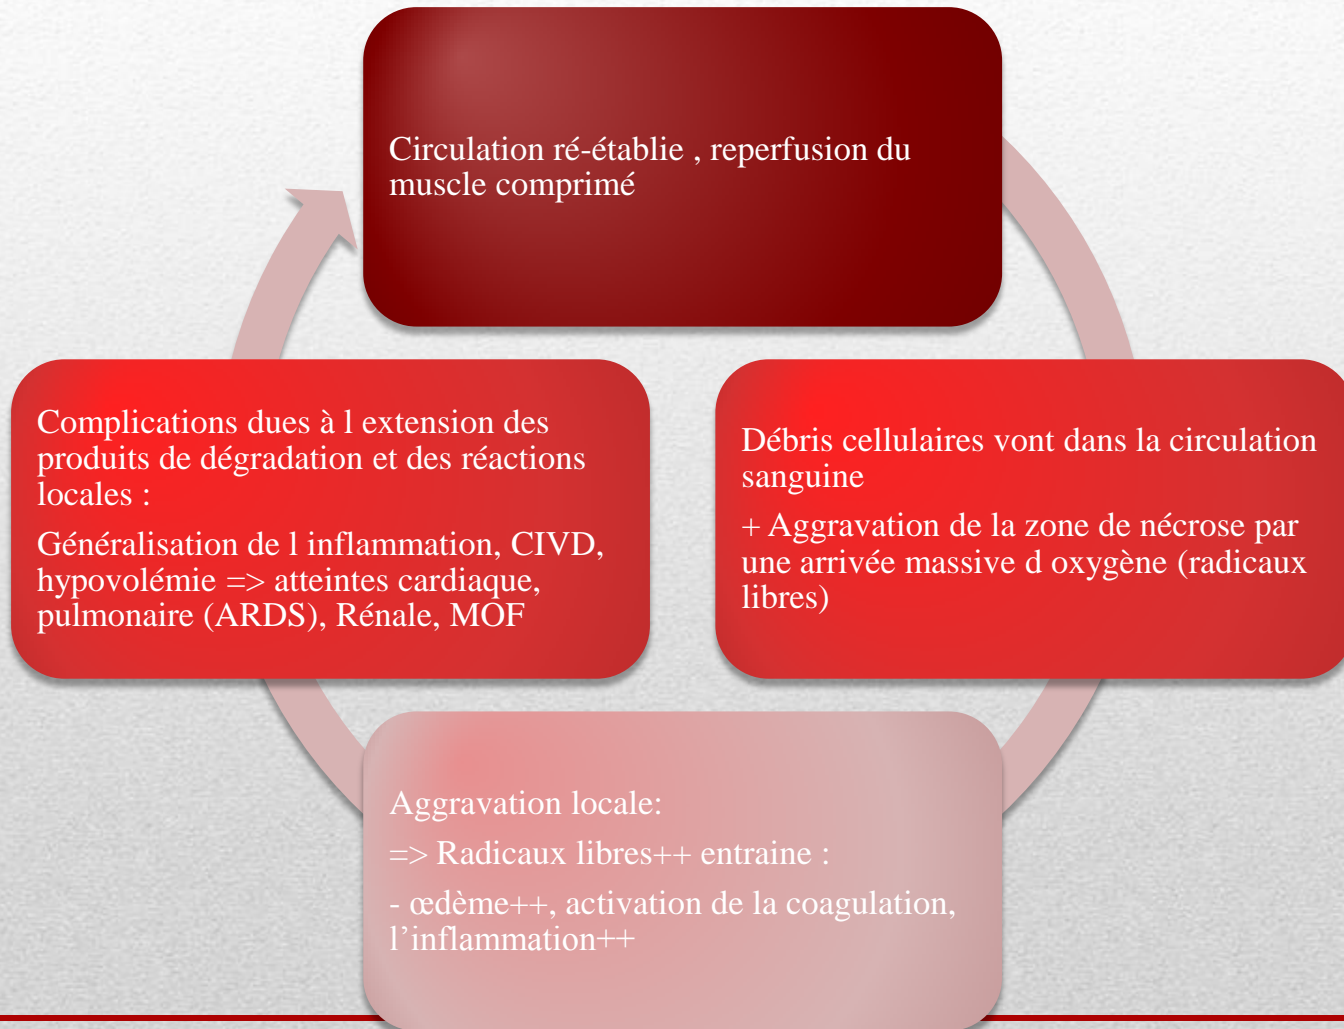 Circulation ré-établie , reperfusion du
muscle comprimé
Débris cellulaires vont dans la circulation
sanguine
+ Aggravation de la zone de nécrose par
une arrivée massive d oxygène (radicaux
libres)
Aggravation locale:
=> Radicaux libres++ entraine :
- œdème++, activation de la coagulation,
l’inflammation++
Complications dues à l extension des
produits de dégradation et des réactions
locales :
Généralisation de l inflammation, CIVD,
hypovolémie => atteintes cardiaque,
pulmonaire (ARDS), Rénale, MOF